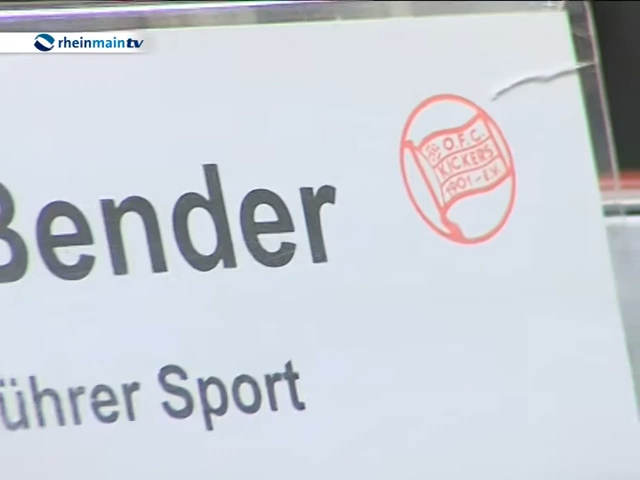 rheinmaintv
O.F.C.
KICKERS
1901-E.V.
Bender
ührer Sport